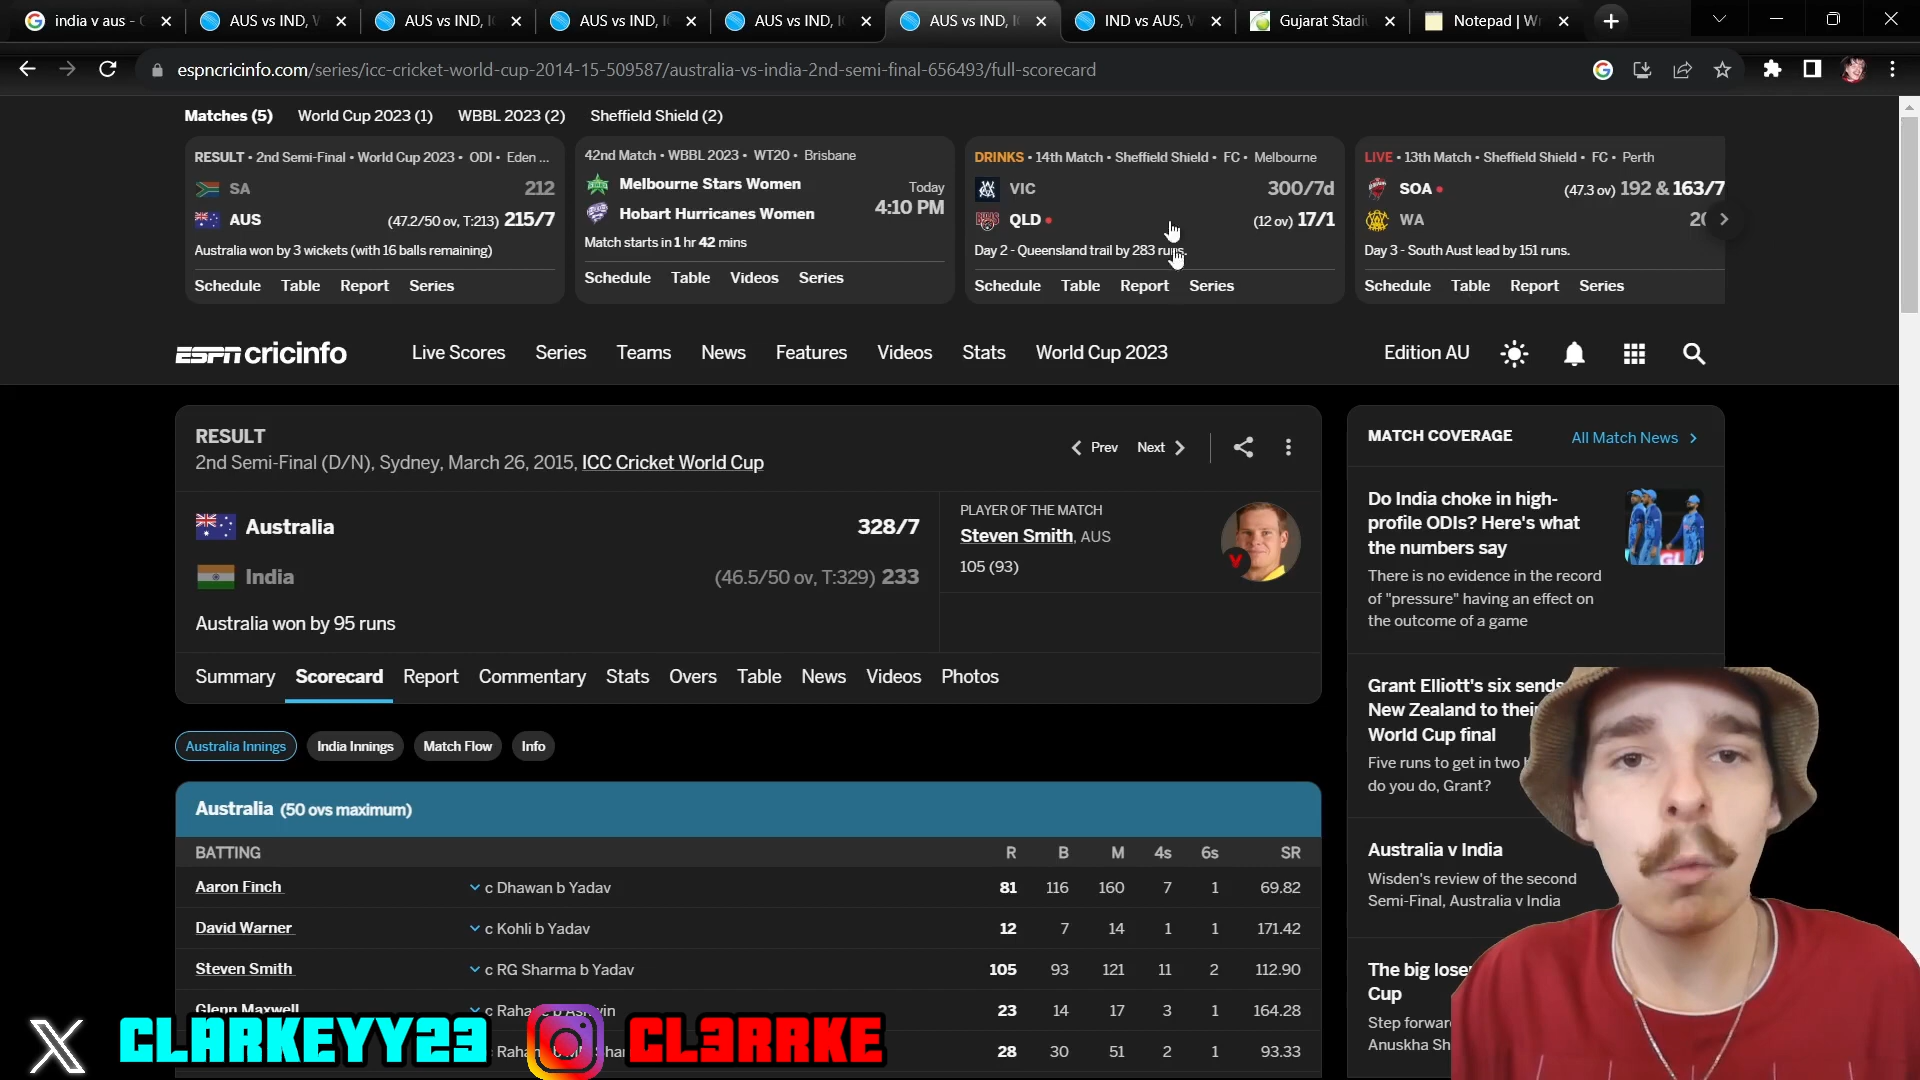 india v aus -
AUS vs IND,
AUS vs IND,
AUS vs IND,
AUS vs IND,
AUS vs IND,
IND vs AUS,
Gujarat Stadi
Notepad | Wr
espncricinfo.com/series/icc-cricket-world-cup-2014-15-509587/australia-vs-india-2nd-semi-final-656493/full-scorecard
Matches (5) World Cup 2023 (1) WBBL 2023 (2) Sheffield Shield (2)
RESULT • 2nd Semi-Final • World Cup 2023 • ODI • Eden ...
SA 212
AUS (47.2/50 ov, T:213) 215/7
Australia won by 3 wickets (with 16 balls remaining)
Schedule Table Report Series
42nd Match • WBBL 2023 • WT20 • Brisbane
Melbourne Stars Women
Hobart Hurricanes Women
Today
4:10 PM
Match starts in 1 hr 42 mins
Schedule Table Videos Series
DRINKS • 14th Match • Sheffield Shield • FC • Melbourne
VIC 300/7d
QLD (12 ov) 17/1
Day 2 - Queensland trail by 283 runs.
Schedule Table Report Series
LIVE • 13th Match • Sheffield Shield • FC • Perth
SOA (47.3 ov) 192 & 163/7
WA 20
Day 3 - South Aust lead by 151 runs.
Schedule Table Report Series
ESPN cricinfo
Live Scores Series Teams News Features Videos Stats World Cup 2023
Edition AU
RESULT
2nd Semi-Final (D/N), Sydney, March 26, 2015, ICC Cricket World Cup
Prev Next
Australia 328/7
India (46.5/50 ov, T:329) 233
Australia won by 95 runs
PLAYER OF THE MATCH
Steven Smith, AUS
105 (93)
Summary Scorecard Report Commentary Stats Overs Table News Videos Photos
Australia Innings India Innings Match Flow Info
Australia (50 ovs maximum)
BATTING R B M 4s 6s SR
Aaron Finch c Dhawan b Yadav 81 116 160 7 1 69.82
David Warner c Kohli b Yadav 12 7 14 1 1 171.42
Steven Smith c RG Sharma b Yadav 105 93 121 11 2 112.90
Glenn Maxwell c Rahane b Ashwin 23 14 17 3 1 164.28
28 30 51 2 1 93.33
MATCH COVERAGE
All Match News
Do India choke in high-
profile ODIs? Here's what
the numbers say
There is no evidence in the record
of "pressure" having an effect on
the outcome of a game
Grant Elliott's six sends
New Zealand to their
World Cup final
Five runs to get in two
do you do, Grant?
Australia v India
Wisden's review of the second
Semi-Final, Australia v India
The big
Cup
Step forward
Anuskha
CLARKEYY23
CL3RRKE